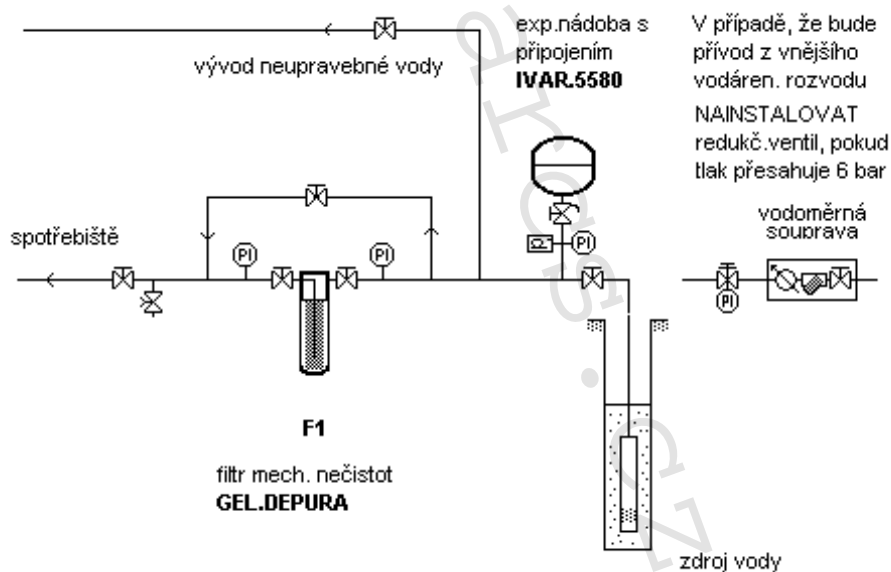 exp.nádoba s
připojením
IVAR.5580
V případě, že bude
přívod z vnějšího
vodáren. rozvodu
NAINSTALOVAT
redukč.ventil, pokud
tlak přesahuje 6 bar
vývod neupravebné vody
vodoměrná
souprava
spotřebiště
PI
PI
PI
PI
F1
filtr mech. nečistot
GEL.DEPURA
zdroj vody